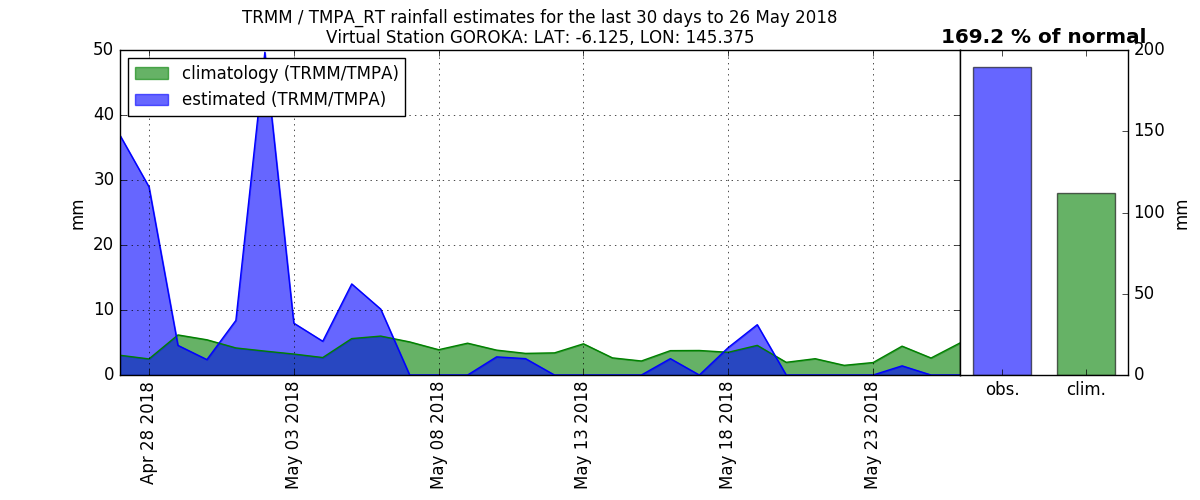 TRMM / TMPA_RT rainfall estimates for the last 30 days to 26 May 2018
Virtual Station GOROKA: LAT: -6.125, LON: 145.375
169.2 % of normal
climatology (TRMM/TMPA)
estimated (TRMM/TMPA)
50
40
30
20
10
0
mm
Apr 28 2018
May 03 2018
May 08 2018
May 13 2018
May 18 2018
May 23 2018
200
150
100
50
0
mm
obs.
clim.